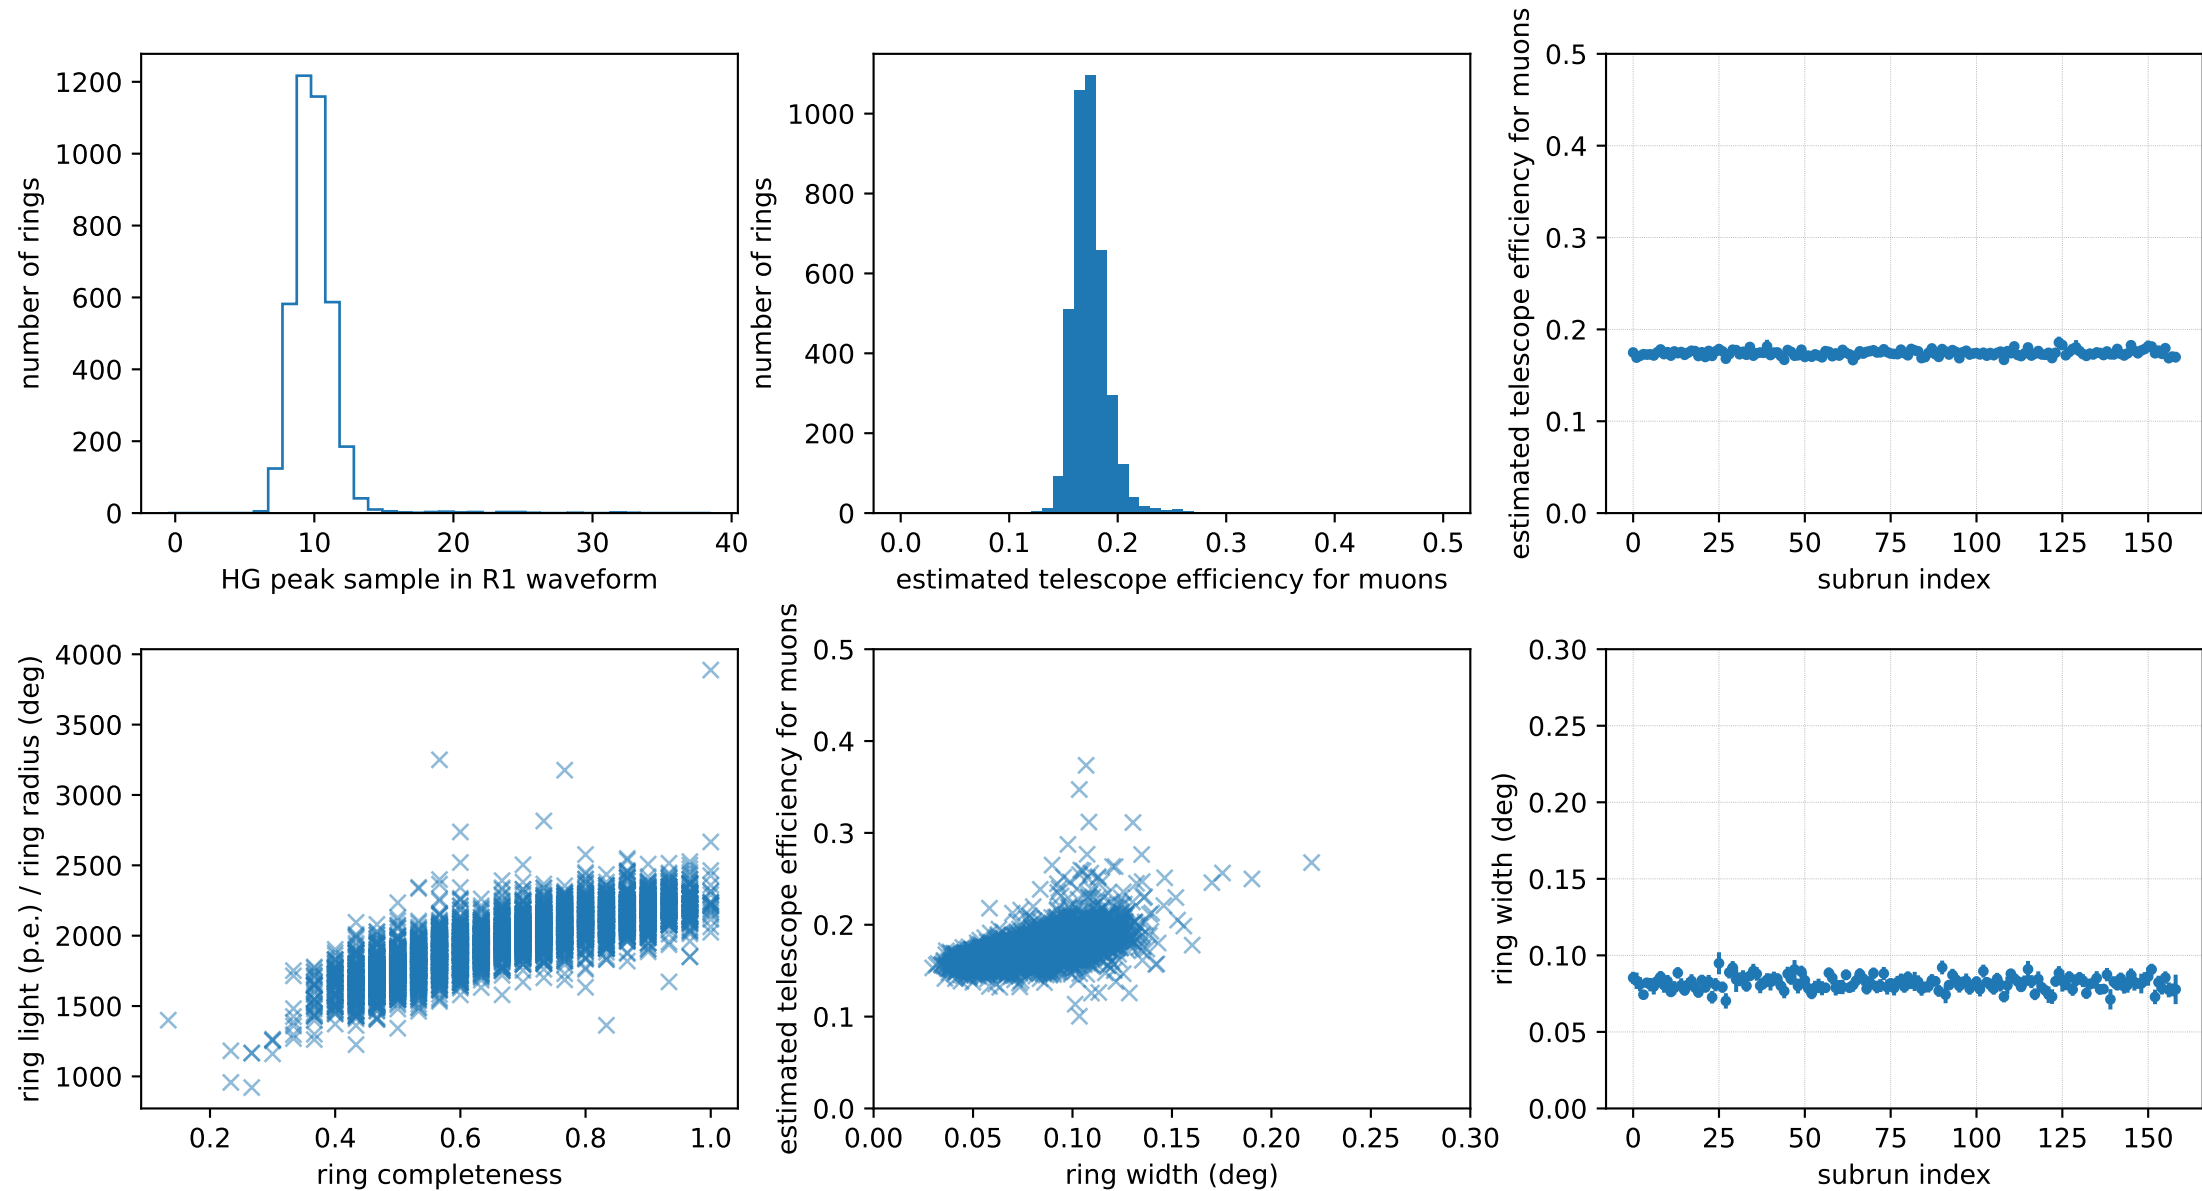 number of rings
1200
1000
800
600
400
200
0
0 10 20 30 40
HG peak sample in R1 waveform
number of rings
1000
800
600
400
200
0
0.0 0.1 0.2 0.3 0.4 0.5
estimated telescope efficiency for muons
estimated telescope efficiency for muons
0.5
0.4
0.3
0.2
0.1
0.0
0 25 50 75 100 125 150
subrun index
ring light (p.e.) / ring radius (deg)
4000
3500
3000
2500
2000
1500
1000
0.2 0.4 0.6 0.8 1.0
ring completeness
estimated telescope efficiency for muons
0.5
0.4
0.3
0.2
0.1
0.0
0.00 0.05 0.10 0.15 0.20 0.25 0.30
ring width (deg)
ring width (deg)
0.30
0.25
0.20
0.15
0.10
0.05
0.00
0 25 50 75 100 125 150
subrun index